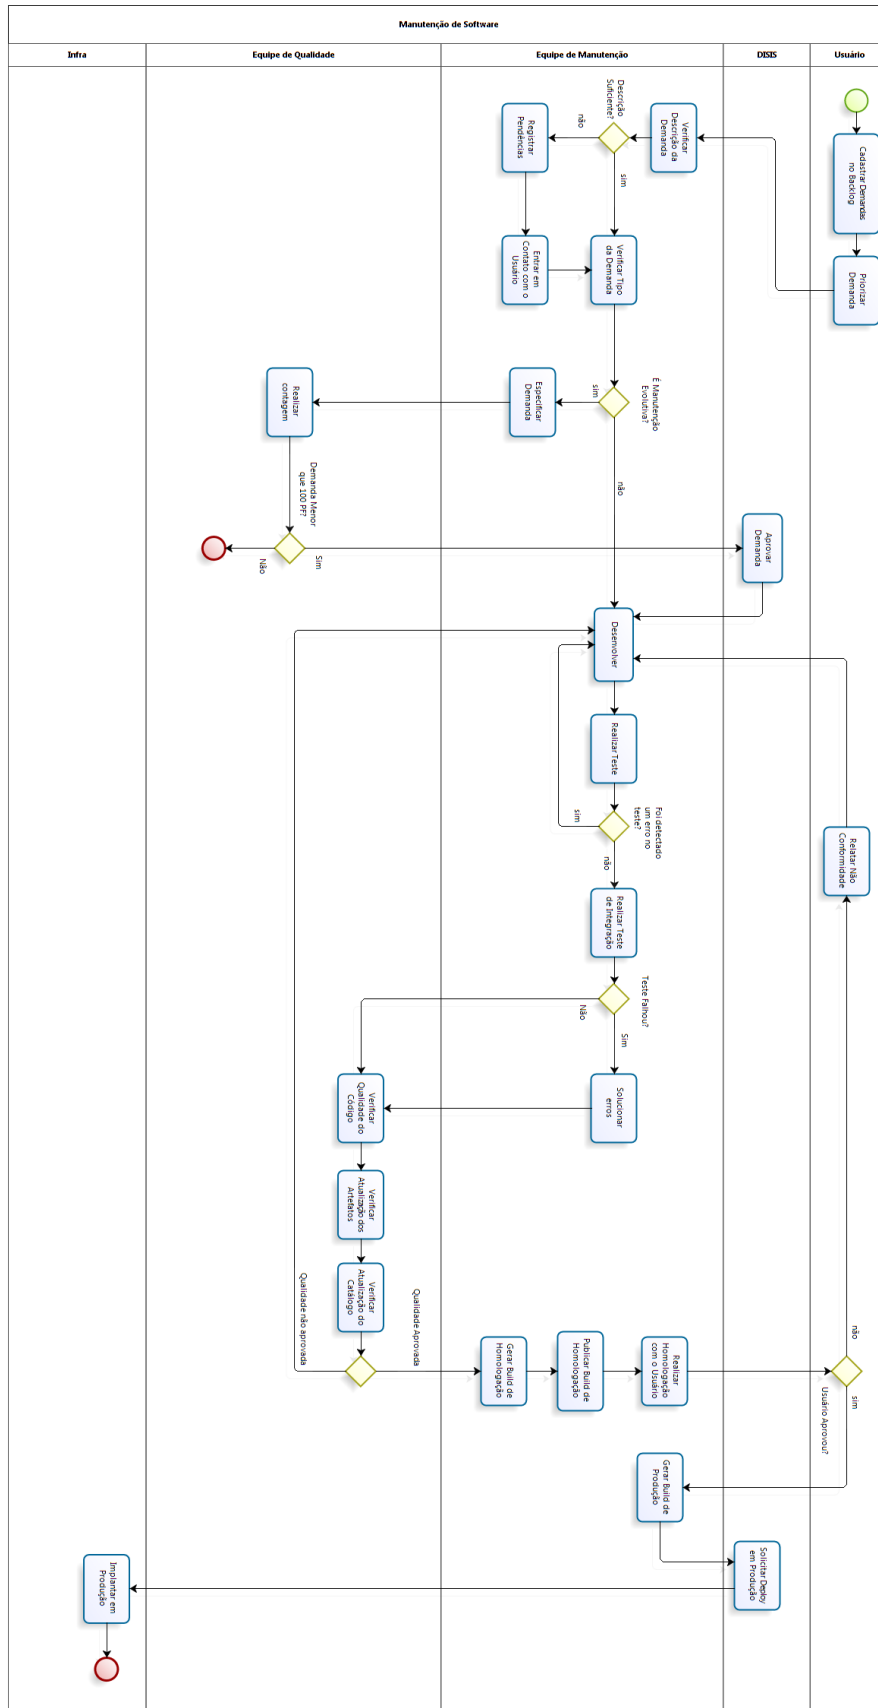 Manutenção de Software
Infra
Equipe de Qualidade
Equipe de Manutenção
DISIS
Usuário
Cadastrar Demandas
no Backlog
Priorizar
Demanda
Verificar
Descrição da
Demanda
Descrição
Suficiente?
não
sim
Registrar
Pendências
Entrar em
Contato com o
Usuário
Verificar Tipo
da Demanda
É Manutenção
Evolutiva?
sim
não
Especificar
Demanda
Realizar
contagem
Demanda Menor
que 100 PF?
Sim
Não
Aprovar
Demanda
Desenvolver
Realizar Teste
Foi detectado
um erro no
teste?
sim
não
Realizar Teste
de Integração
Teste Falhou?
Não
Sim
Solucionar
erros
Verificar
Qualidade do
Código
Verificar
Atualização dos
Artefatos
Verificar
Atualização do
Catálogo
Qualidade não aprovada
Qualidade Aprovada
Gerar Build de
Homologação
Publicar Build de
Homologação
Realizar
Homologação
com o Usuário
Usuário Aprovou?
não
sim
Relatar Não
Conformidade
Gerar Build de
Produção
Solicitar Deploy
em Produção
Implantar em
Produção